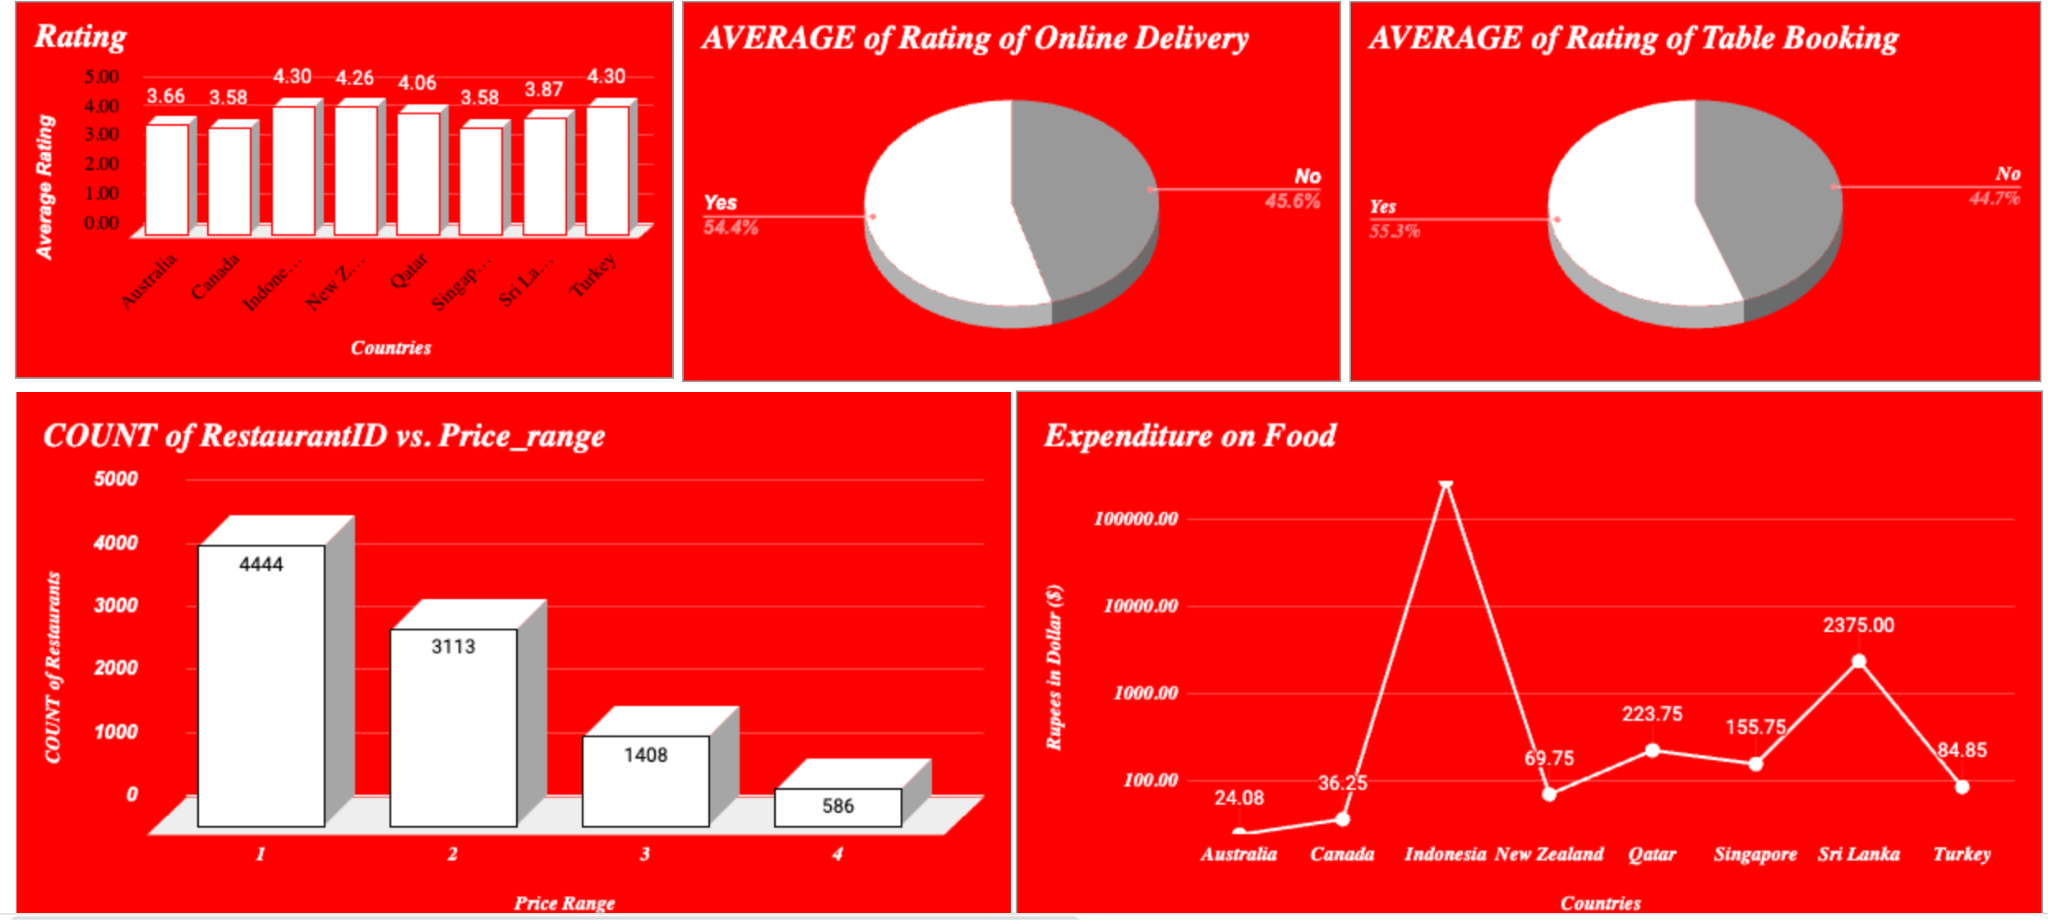 Rating
5.00
4.00
3.00
2.00
1.00
0.00
Average Rating
3.66
3.58
4.30
4.26
4.06
3.58
3.87
4.30
Australia
Canada
Indone…
New Z…
Qatar
Singap…
Sri La…
Turkey
Countries
AVERAGE of Rating of Online Delivery
Yes
54.4%
No
45.6%
AVERAGE of Rating of Table Booking
Yes
55.3%
No
44.7%
COUNT of RestaurantID vs. Price_range
5000
4000
3000
2000
1000
0
COUNT of Restaurants
4444
3113
1408
586
1
2
3
4
Price Range
Expenditure on Food
100000.00
10000.00
1000.00
100.00
Rupees in Dollar ($)
24.08
36.25
69.75
223.75
155.75
2375.00
84.85
Australia
Canada
Indonesia
New Zealand
Qatar
Singapore
Sri Lanka
Turkey
Countries